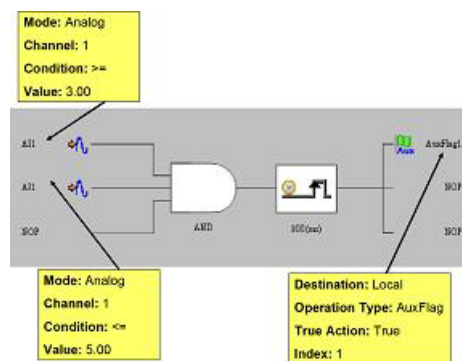 Mode: Analog
Channel: 1
Condition: >=
Value: 3.00
AI1
Aux
AuxFlag1
AI1
NOP
NOP
AND
100(ms)
NOP
Mode: Analog
Channel: 1
Condition: <=
Value: 5.00
Destination: Local
Operation Type: AuxFlag
True Action: True
Index: 1